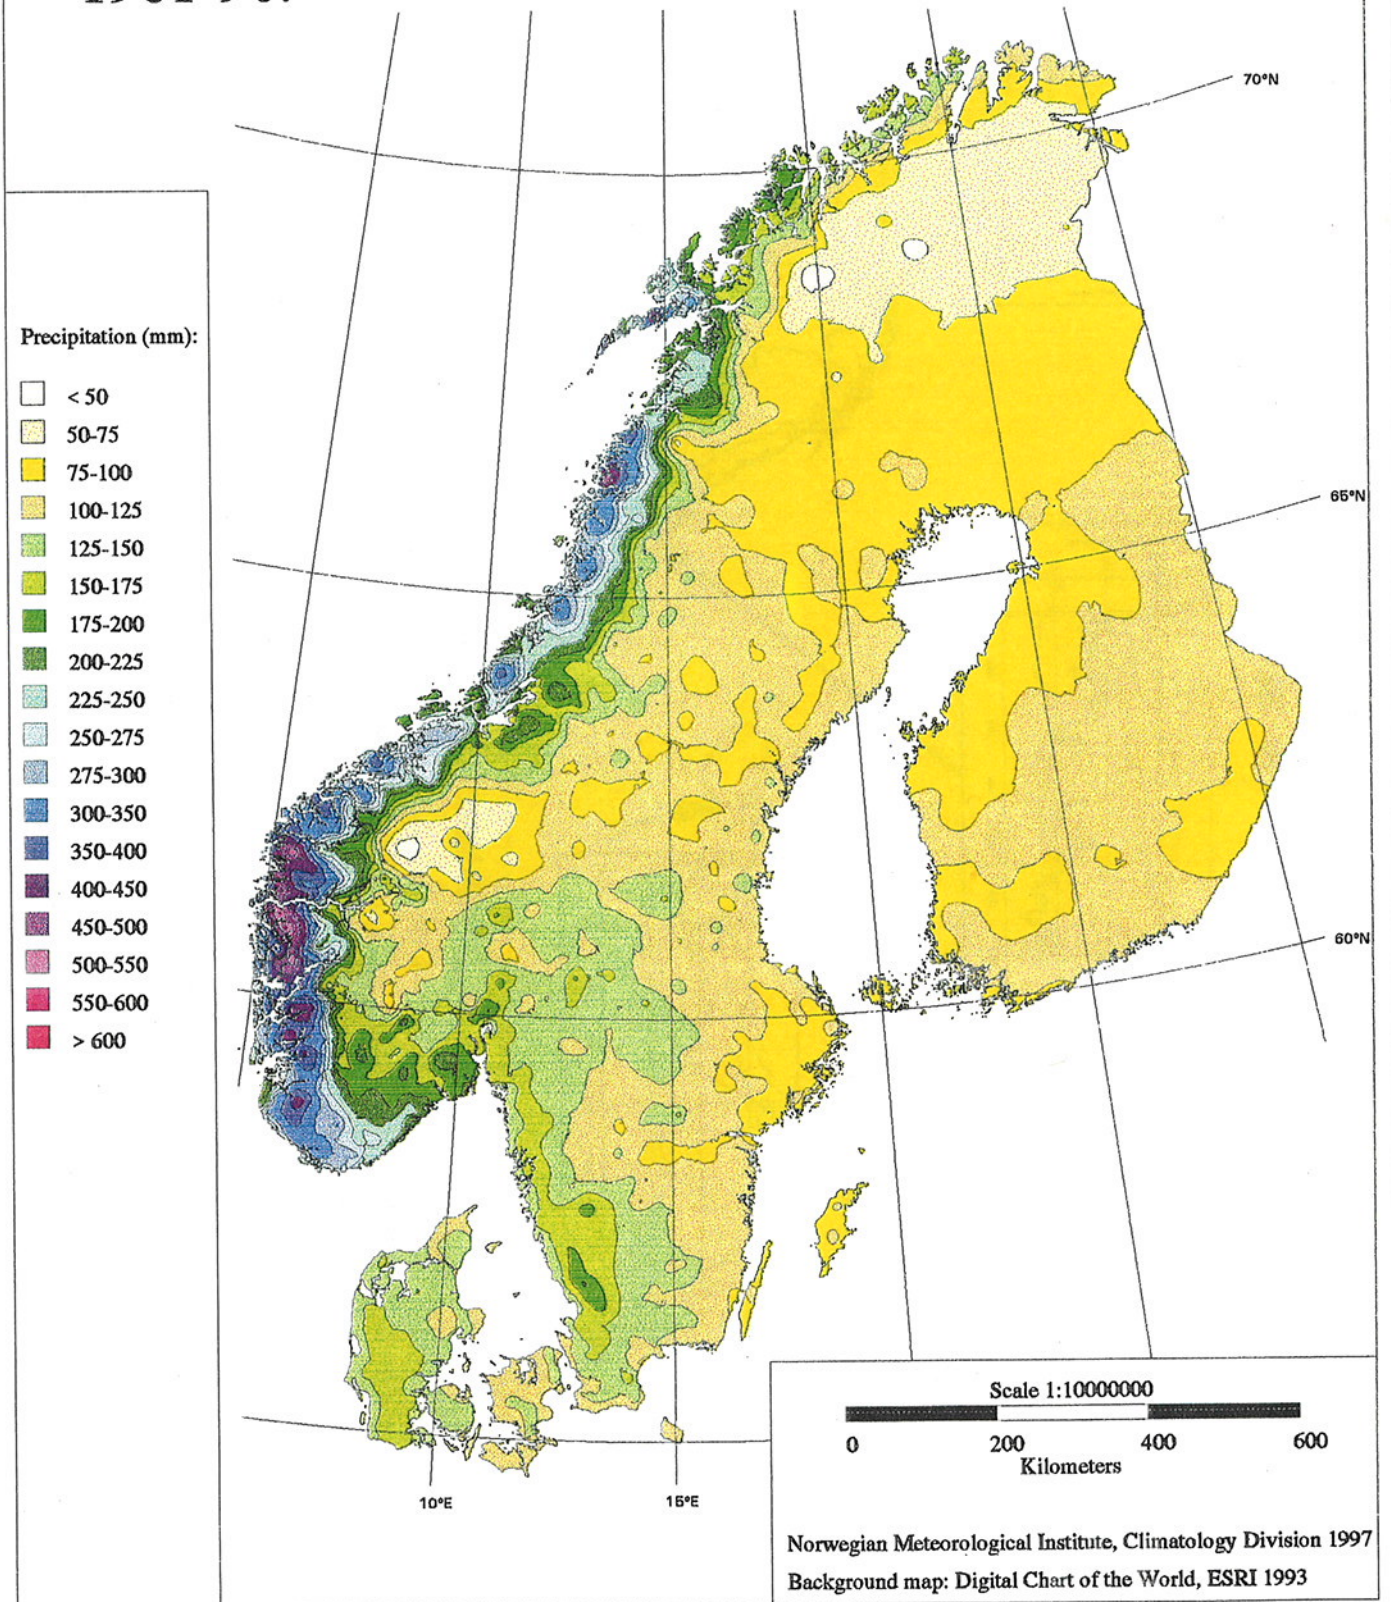 70°N
Precipitation (mm):
< 50
50-75
75-100
100-125
125-150
150-175
175-200
200-225
225-250
250-275
275-300
300-350
350-400
400-450
450-500
500-550
550-600
> 600
65°N
60°N
10°E
15°E
Scale 1:10000000
0 200 400 600
Kilometers
Norwegian Meteorological Institute, Climatology Division 1997
Background map: Digital Chart of the World, ESRI 1993